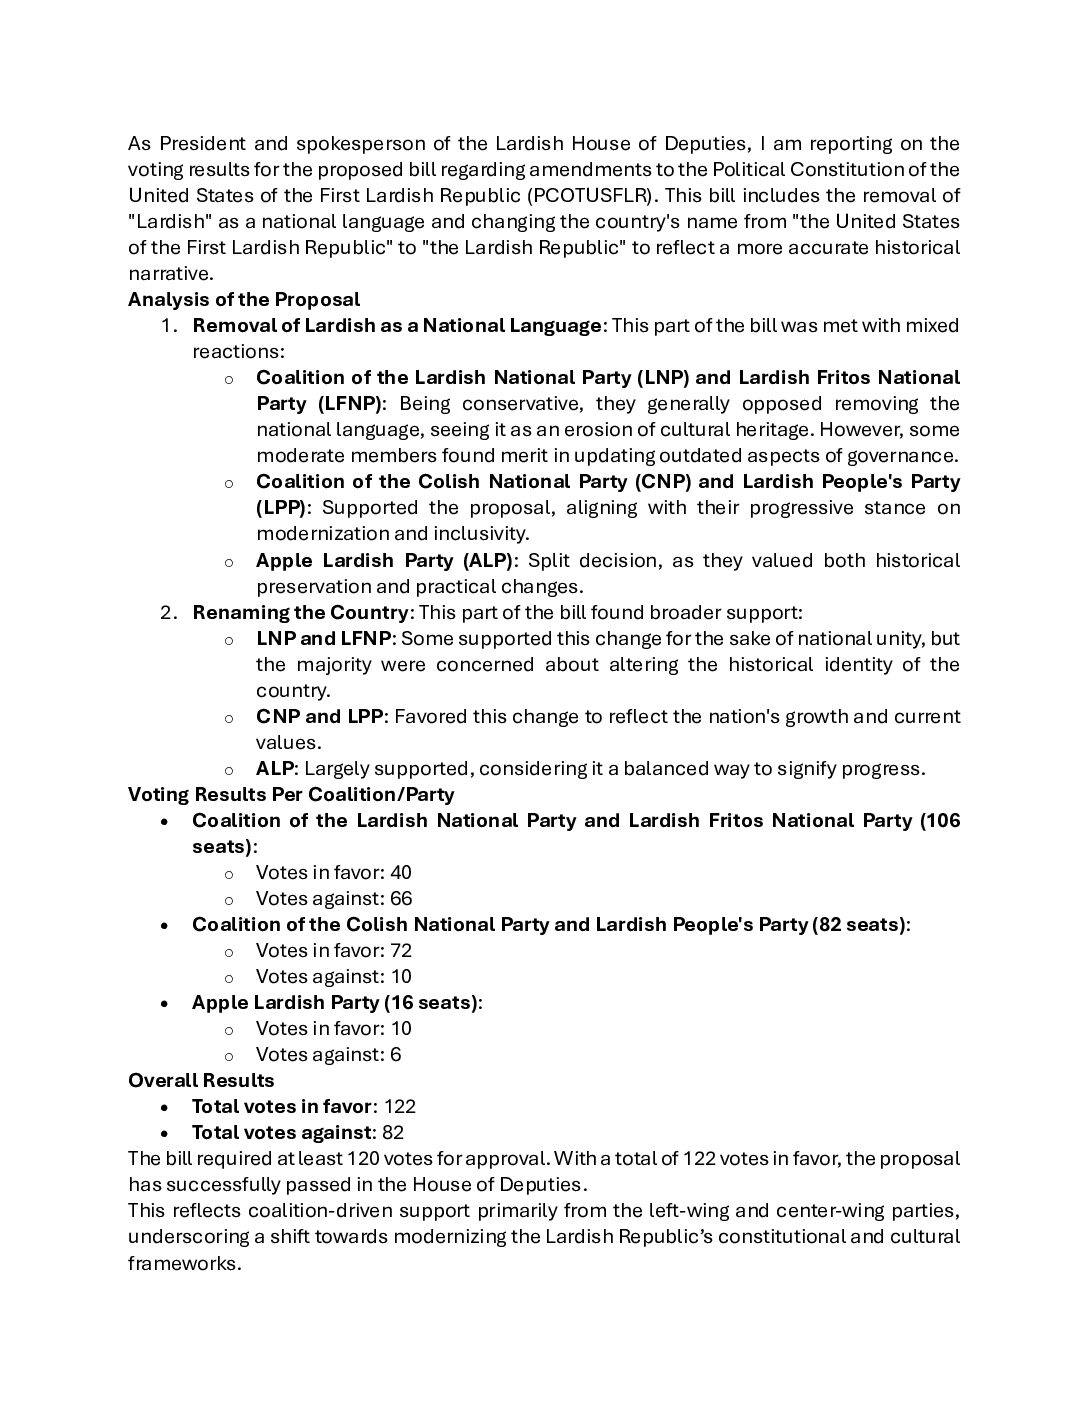 As President and spokesperson of the Lardish House of Deputies, I am reporting on the
voting results for the proposed bill regarding amendments to the Political Constitution of the
United States of the First Lardish Republic (PCOTUSFLR). This bill includes the removal of
"Lardish" as a national language and changing the country's name from "the United States
of the First Lardish Republic" to "the Lardish Republic" to reflect a more accurate historical
narrative.
Analysis of the Proposal
1. Removal of Lardish as a National Language: This part of the bill was met with mixed
reactions:
○ Coalition of the Lardish National Party (LNP) and Lardish Fritos National
Party (LFNP): Being conservative, they generally opposed removing the
national language, seeing it as an erosion of cultural heritage. However, some
moderate members found merit in updating outdated aspects of governance.
○ Coalition of the Colish National Party (CNP) and Lardish People's Party
(LPP): Supported the proposal, aligning with their progressive stance on
modernization and inclusivity.
○ Apple Lardish Party (ALP): Split decision, as they valued both historical
preservation and practical changes.
2. Renaming the Country: This part of the bill found broader support:
○ LNP and LFNP: Some supported this change for the sake of national unity, but
the majority were concerned about altering the historical identity of the
country.
○ CNP and LPP: Favored this change to reflect the nation's growth and current
values.
○ ALP: Largely supported, considering it a balanced way to signify progress.
Voting Results Per Coalition/Party
• Coalition of the Lardish National Party and Lardish Fritos National Party (106
seats):
○ Votes in favor: 40
○ Votes against: 66
• Coalition of the Colish National Party and Lardish People's Party (82 seats):
○ Votes in favor: 72
○ Votes against: 10
• Apple Lardish Party (16 seats):
○ Votes in favor: 10
○ Votes against: 6
Overall Results
• Total votes in favor: 122
• Total votes against: 82
The bill required at least 120 votes for approval. With a total of 122 votes in favor, the proposal
has successfully passed in the House of Deputies.
This reflects coalition-driven support primarily from the left-wing and center-wing parties,
underscoring a shift towards modernizing the Lardish Republic’s constitutional and cultural
frameworks.